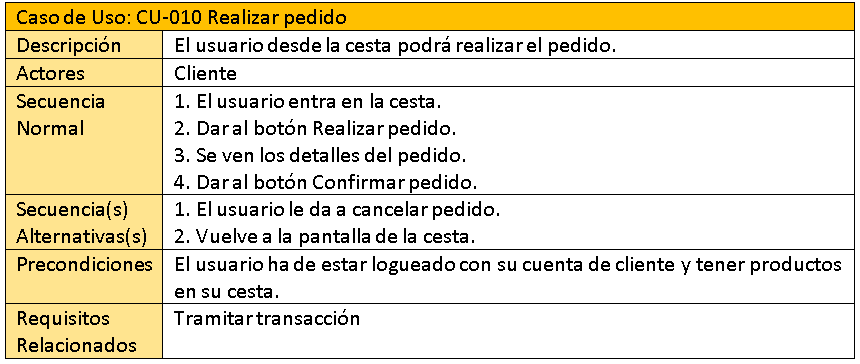 Caso de Uso: CU-010 Realizar pedido
Descripción El usuario desde la cesta podrá realizar el pedido.
Actores Cliente
Secuencia 1. El usuario entra en la cesta.
Normal 2. Dar al botón Realizar pedido.
3. Se ven los detalles del pedido.
4. Dar al botón Confirmar pedido.
Secuencia(s) 1. El usuario le da a cancelar pedido.
Alternativas(s) 2. Vuelve a la pantalla de la cesta.
Precondiciones El usuario ha de estar logueado con su cuenta de cliente y tener productos
en su cesta.
Requisitos Tramitar transacción
Relacionados